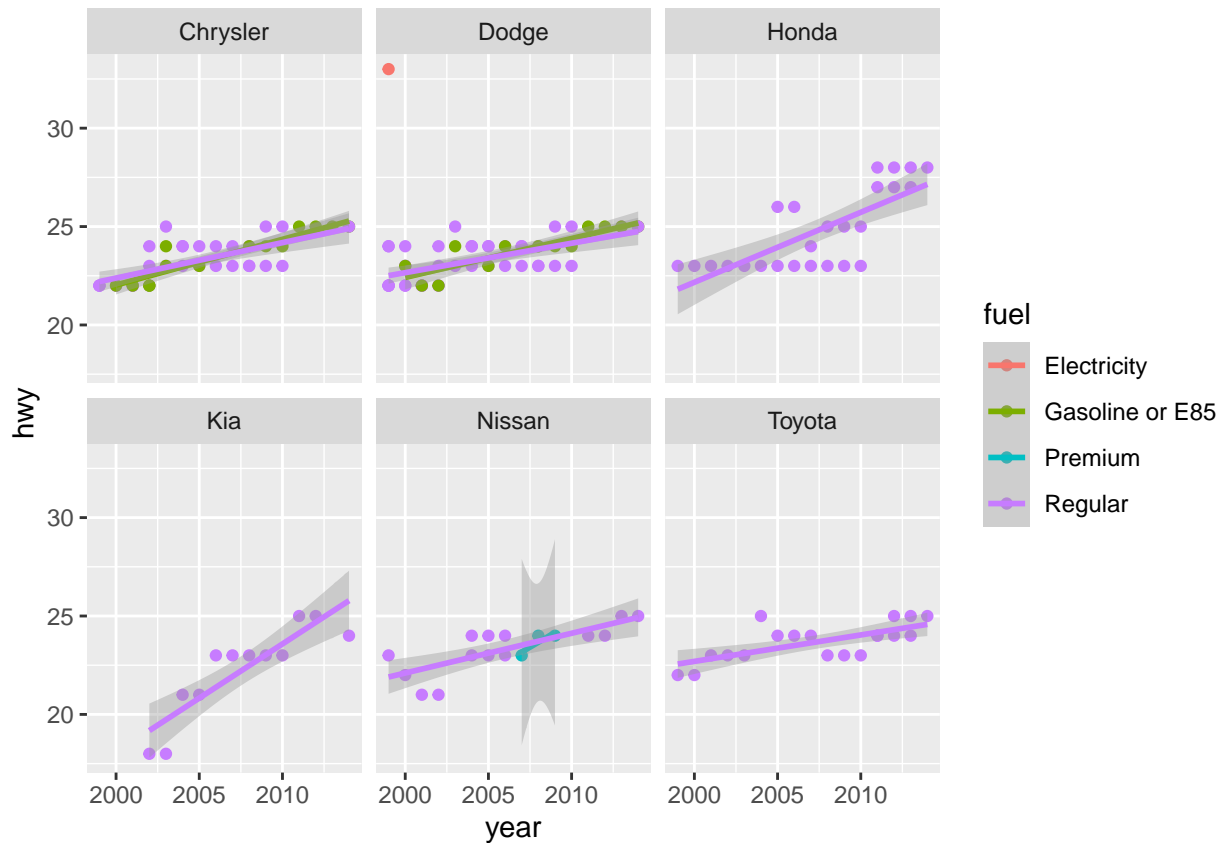 Chrysler Dodge Honda
30
25
20
Kia Nissan Toyota
30
25
20
2000 2005 2010 2000 2005 2010 2000 2005 2010
year
hwy
fuel
Electricity
Gasoline or E85
Premium
Regular